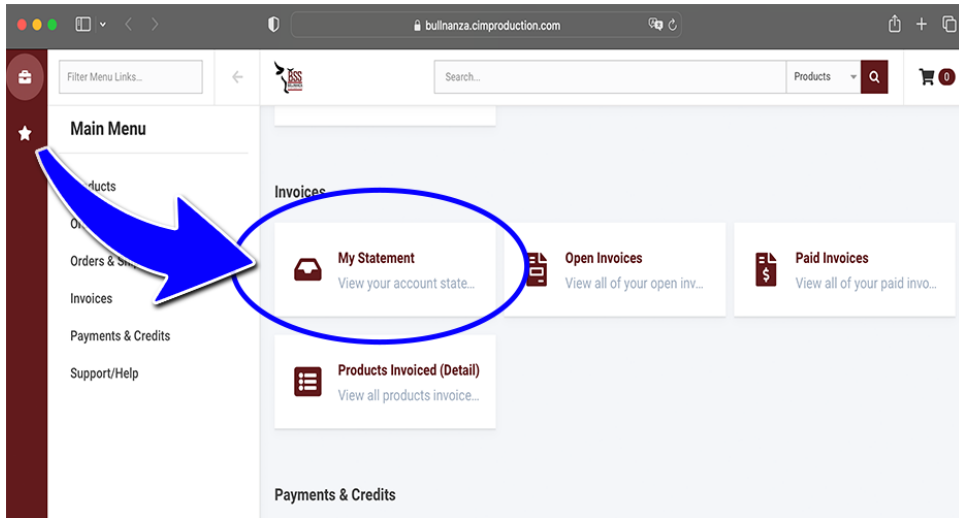 bullnanza.cimproduction.com
Filter Menu Links...
BSS
Search...
Products
0
Main Menu
Orders &
Invoices
Payments & Credits
Support/Help
Invoices
My Statement
View your account state...
Open Invoices
View all of your open inv...
Paid Invoices
View all of your paid invo...
Products Invoiced (Detail)
View all products invoice...
Payments & Credits